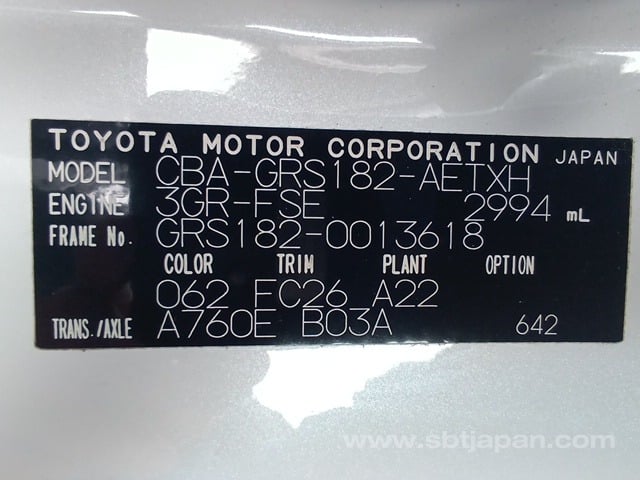 TOYOTA MOTOR CORPORATION JAPAN
MODEL CBA-GRS182-AETXH
ENGINE 3GR-FSE 2994 mL
FRAME No. GRS182-0013618
COLOR TRIM PLANT OPTION
062 FC26 A22
TRANS./AXLE A760E B03A 642
www.sbtjapan.com